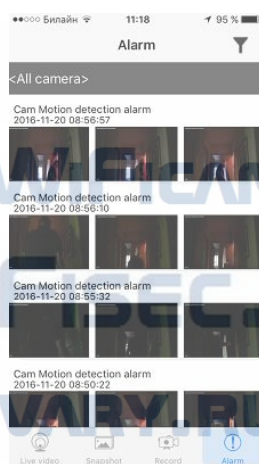 Билайн 11:18 95 %
Alarm
<All camera>
Cam Motion detection alarm
2016-11-20 08:56:57
Cam Motion detection alarm
2016-11-20 08:56:10
Cam Motion detection alarm
2016-11-20 08:55:32
Cam Motion detection alarm
2016-11-20 08:50:22
Live video Snapshot Record Alarm